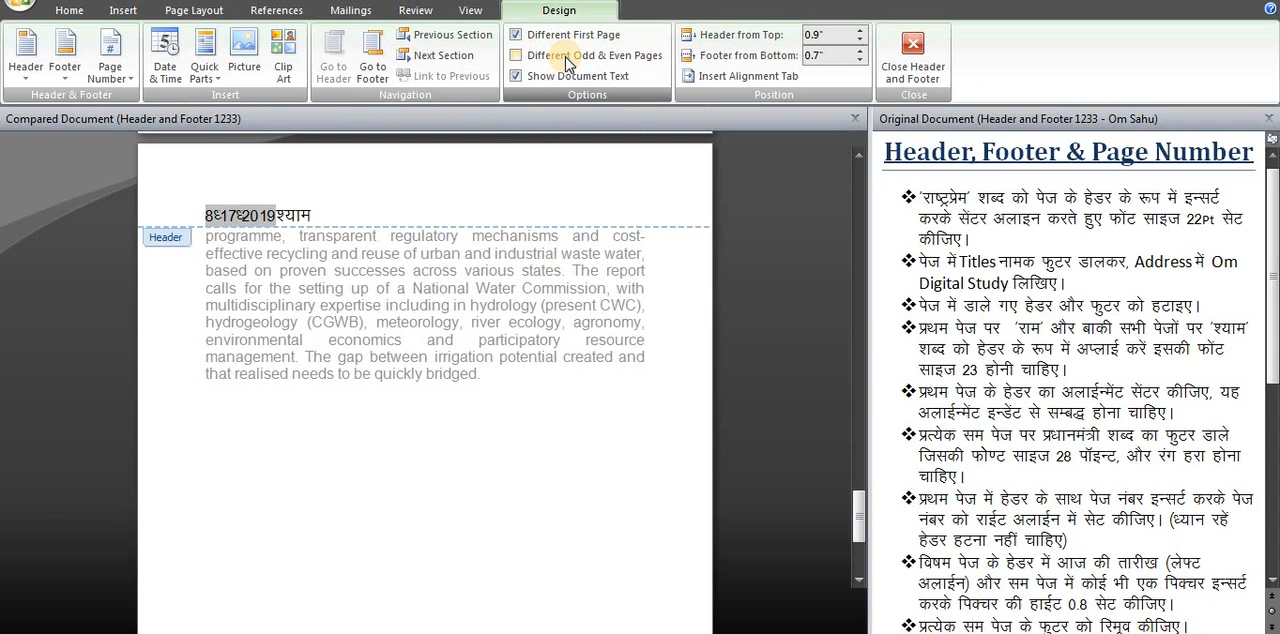 Home Insert Page Layout References Mailings Review View Design
Header Footer Page Number
Header & Footer
Date & Time Quick Parts Picture Clip Art
Insert
Go to Header Go to Footer
Previous Section
Next Section
Link to Previous
Navigation
Different First Page
Different Odd & Even Pages
Show Document Text
Options
Header from Top: 0.9"
Footer from Bottom: 0.7"
Insert Alignment Tab
Position
Close Header and Footer
Close
Compared Document (Header and Footer 1233)
8ध्17ध्2019श्याम
Header
programme, transparent regulatory mechanisms and cost-
effective recycling and reuse of urban and industrial waste water,
based on proven successes across various states. The report
calls for the setting up of a National Water Commission, with
multidisciplinary expertise including in hydrology (present CWC),
hydrogeology (CGWB), meteorology, river ecology, agronomy,
environmental economics and participatory resource
management. The gap between irrigation potential created and
that realised needs to be quickly bridged.
Original Document (Header and Footer 1233 - Om Sahu)
Header, Footer & Page Number
❖'राष्ट्रप्रेम' शब्द को पेज के हेडर के रूप में इन्सर्ट
करके सेंटर अलाइन करते हुए फोंट साइज 22Pt सेट
कीजिए।
❖पेज में Titles नामक फुटर डालकर, Address में Om
Digital Study लिखिए।
❖पेज में डाले गए हेडर और फुटर को हटाइए।
❖प्रथम पेज पर 'राम' और बाकी सभी पेजों पर 'श्याम'
शब्द को हेडर के रूप में अप्लाई करें इसकी फोंट
साइज 23 होनी चाहिए।
❖प्रथम पेज के हेडर का अलाईन्मेंट सेंटर कीजिए, यह
अलाईन्मेंट इन्डेंट से सम्बद्ध होना चाहिए।
❖प्रत्येक सम पेज पर प्रधानमंत्री शब्द का फुटर डाले
जिसकी फोण्ट साइज 28 पॉइन्ट, और रंग हरा होना
चाहिए।
❖प्रथम पेज में हेडर के साथ पेज नंबर इन्सर्ट करके पेज
नंबर को राईट अलाईन में सेट कीजिए। (ध्यान रहें
हेडर हटना नहीं चाहिए)
❖विषम पेज के हेडर में आज की तारीख (लेफ्ट
अलाईन) और सम पेज में कोई भी एक पिक्चर इन्सर्ट
करके पिक्चर की हाईट 0.8 सेट कीजिए।
❖प्रत्येक सम पेज के फुटर को रिमूव कीजिए।